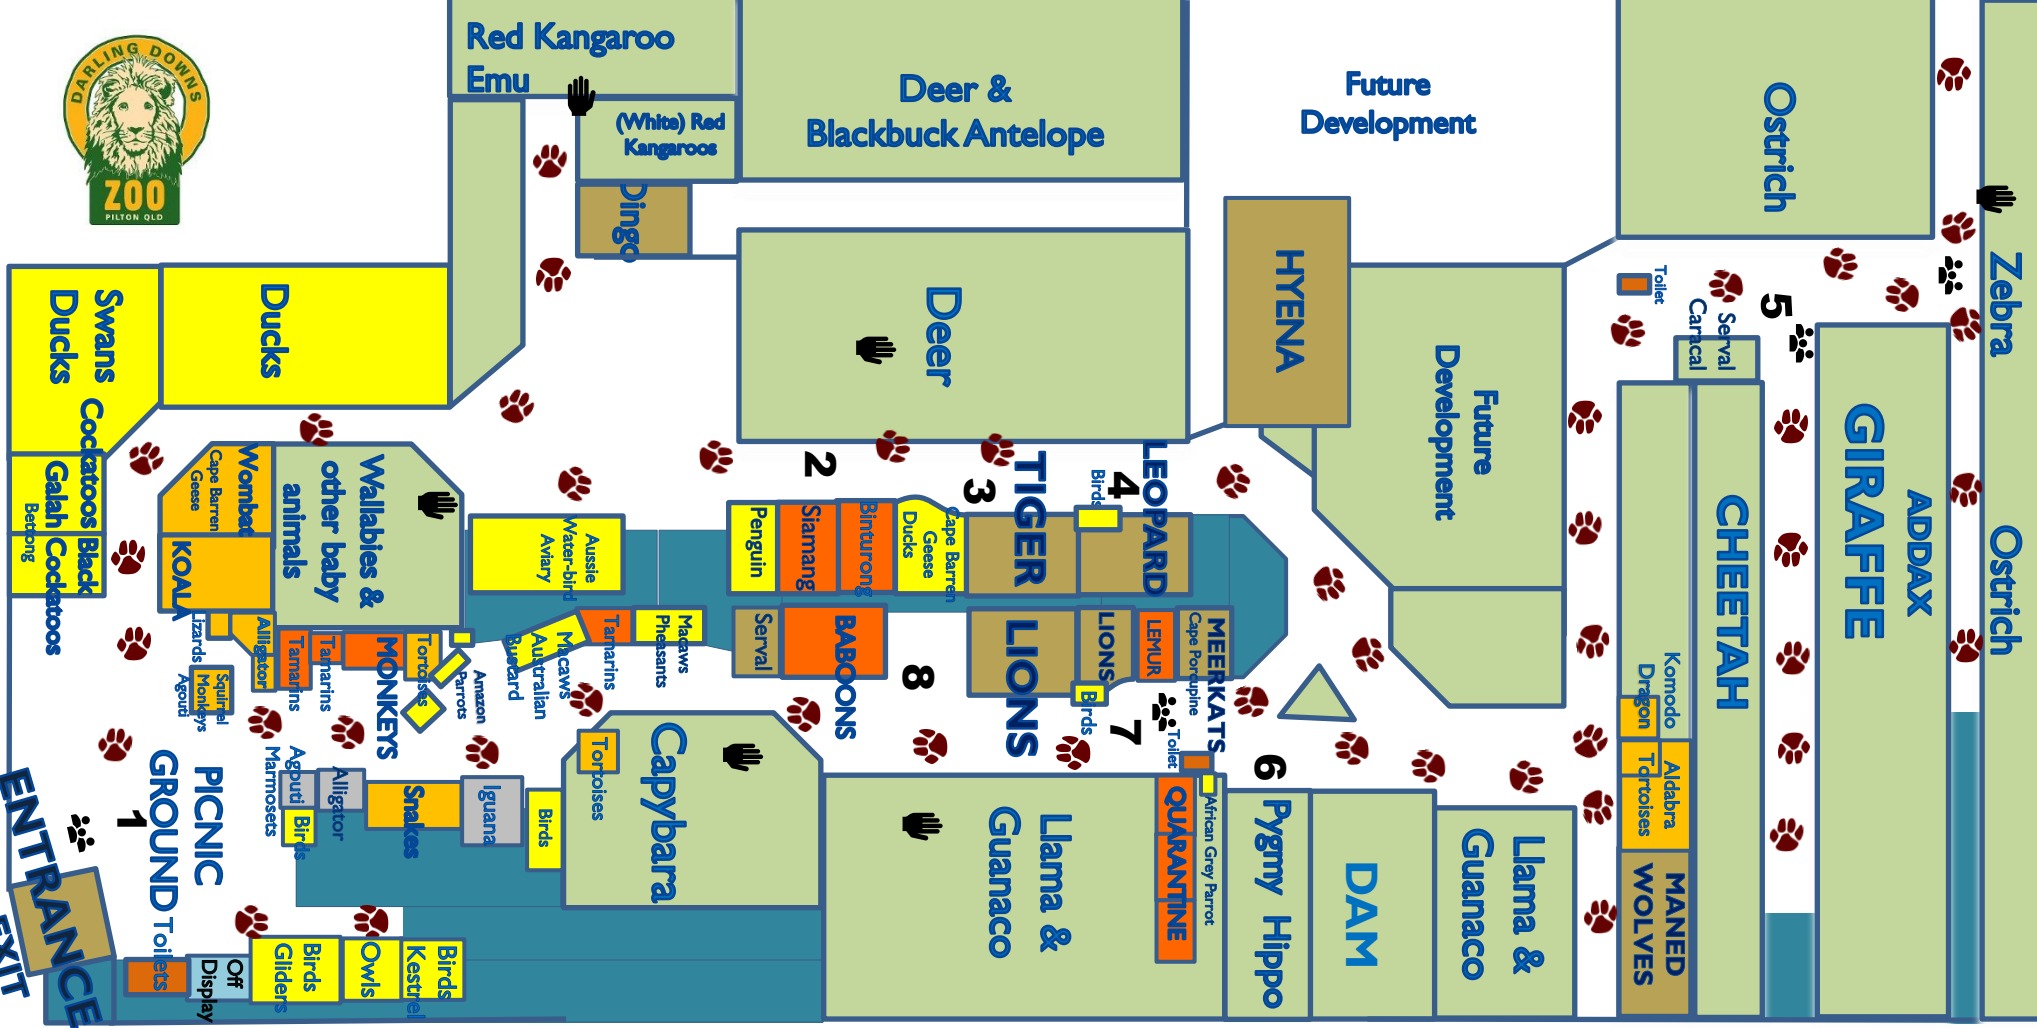 DARLING DOWNS
ZOO
PILTON QLD
Red Kangaroo
Emu
(White) Red
Kangaroos
Dingo
Deer &
Blackbuck Antelope
Future
Development
Ostrich
Zebra
Ostrich
Toilet
Serval
Caracal
5
HYENA
Future
Development
Deer
GIRAFFE
ADDAX
CHEETAH
Swans
Ducks
Ducks
Cockatoos
Galah
Bettong
Black
Cockatoos
Wombat
Cape Barren
Geese
KOALA
Wallabies &
other baby
animals
Aussie
Water-bird
Aviary
2
Penguin
Siamang
Binturong
Cape Barren
Geese
Ducks
3
TIGER
Birds
4
LEOPARD
Lizards
Alligator
Tamarins
Tamarins
MONKEYS
Tortoises
Amazon
Parrots
Squirrel
Monkeys
Agouti
Macaws
Australian
Bustard
Tamarins
Macaws
Pheasants
Serval
BABOONS
8
LIONS
LIONS
Birds
LEMUR
MEERKATS
Cape Porcupine
7
Toilet
6
Komodo
Dragon
Aldabra
Tortoises
MANED
WOLVES
ENTRANCE
EXIT
1
PICNIC
GROUND
Toilets
Agouti
Marmosets
Birds
Alligator
Snakes
Iguana
Birds
Tortoises
Capybara
Llama &
Guanaco
QUARANTINE
African Grey Parrot
Pygmy Hippo
DAM
Llama &
Guanaco
Off
Display
Birds
Gliders
Owls
Birds
Kestrel